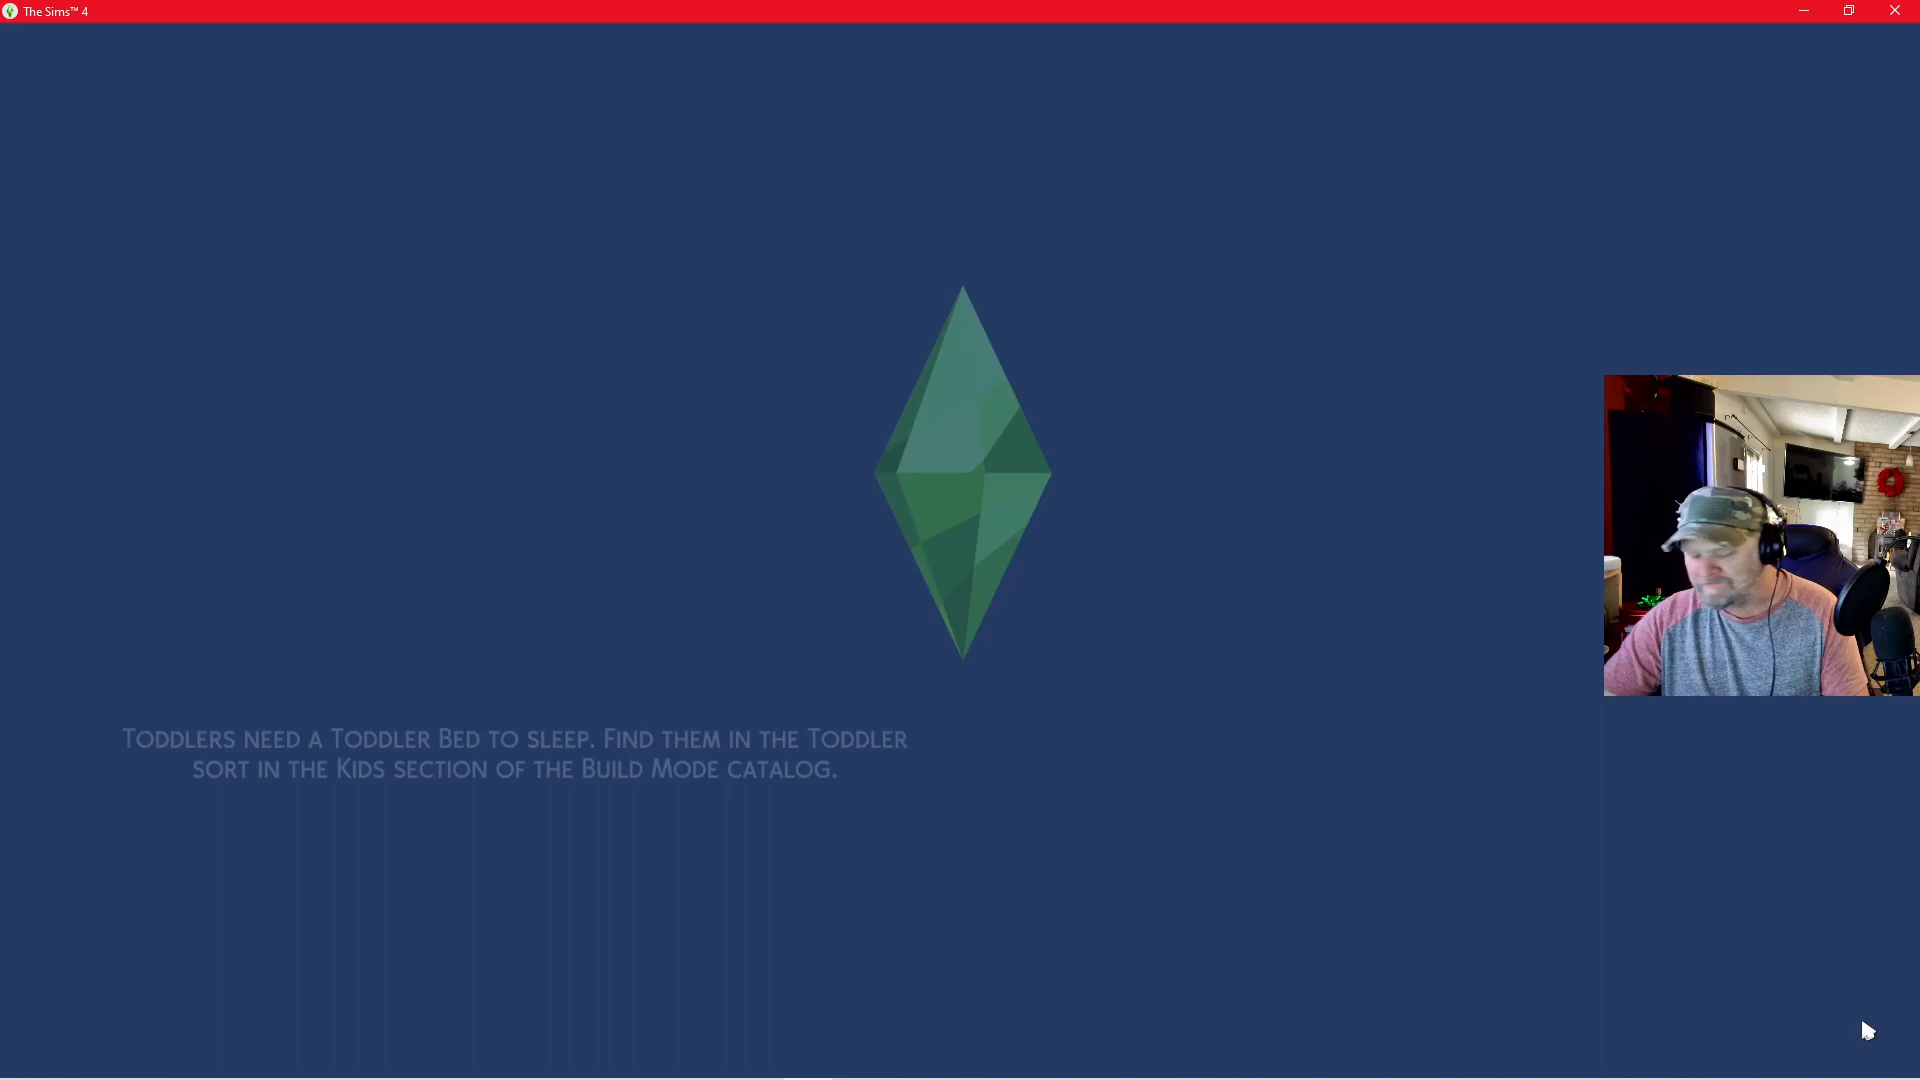 The Sims™ 4
Toddlers need a Toddler Bed to sleep. Find them in the Toddler
sort in the Kids section of the Build Mode catalog.